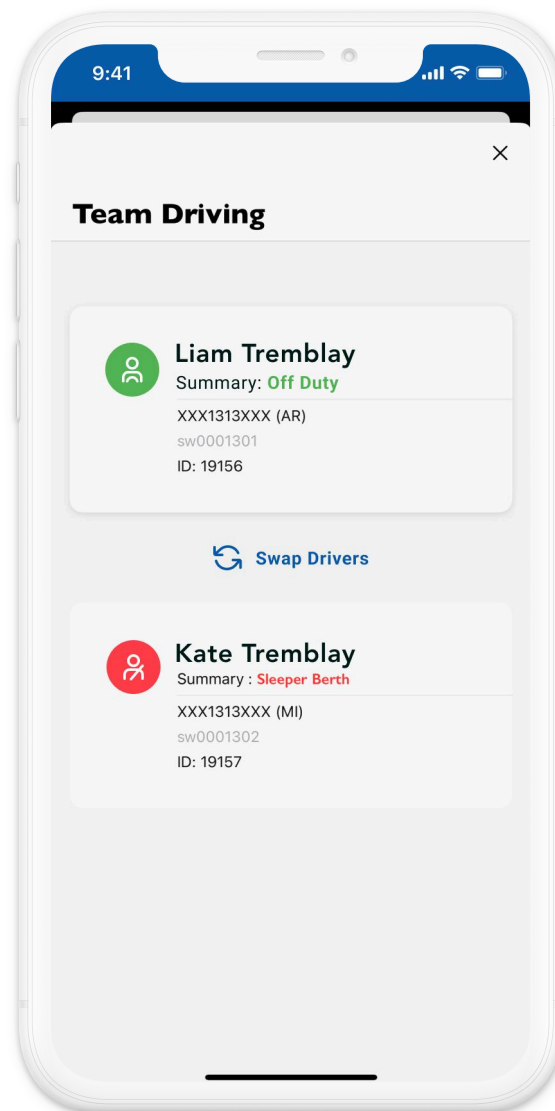 9:41
Team Driving
Liam Tremblay
Summary: Off Duty
XXX1313XXX (AR)
sw0001301
ID: 19156
Swap Drivers
Kate Tremblay
Summary : Sleeper Berth
XXX1313XXX (MI)
sw0001302
ID: 19157